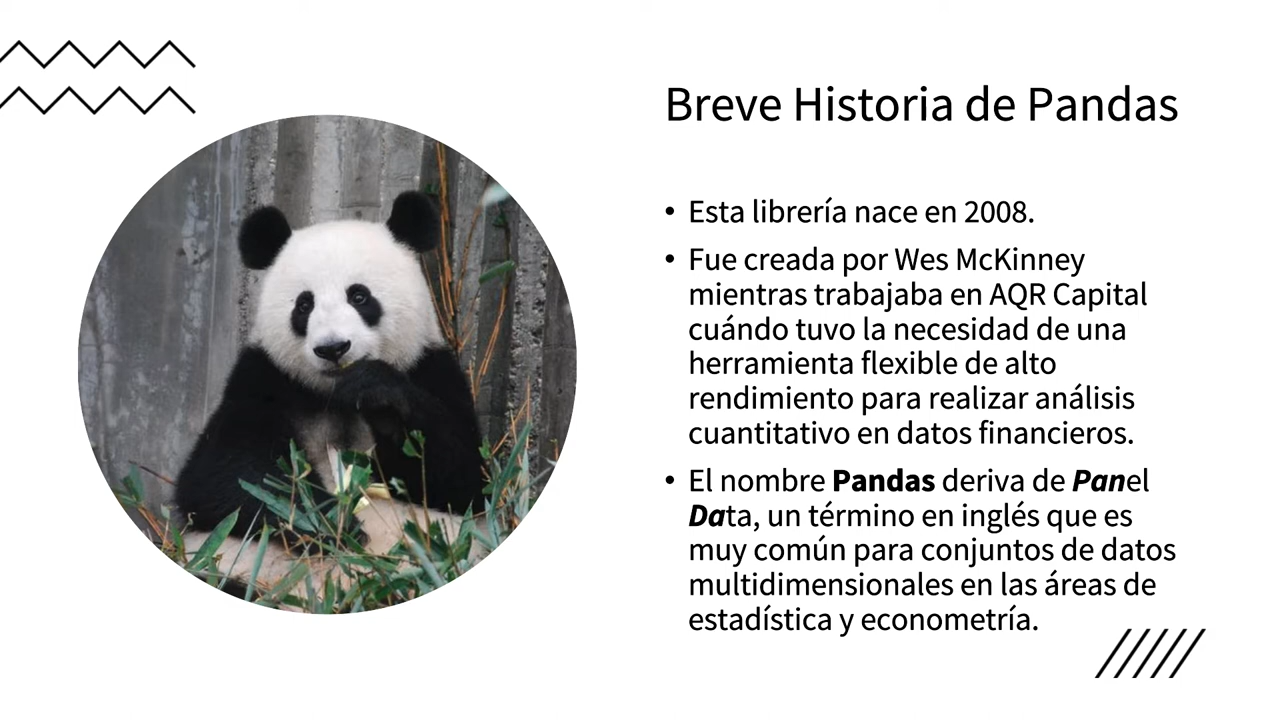 Breve Historia de Pandas
• Esta librería nace en 2008.
• Fue creada por Wes McKinney
mientras trabajaba en AQR Capital
cuándo tuvo la necesidad de una
herramienta flexible de alto
rendimiento para realizar análisis
cuantitativo en datos financieros.
• El nombre Pandas deriva de Panel
Data, un término en inglés que es
muy común para conjuntos de datos
multidimensionales en las áreas de
estadística y econometría.